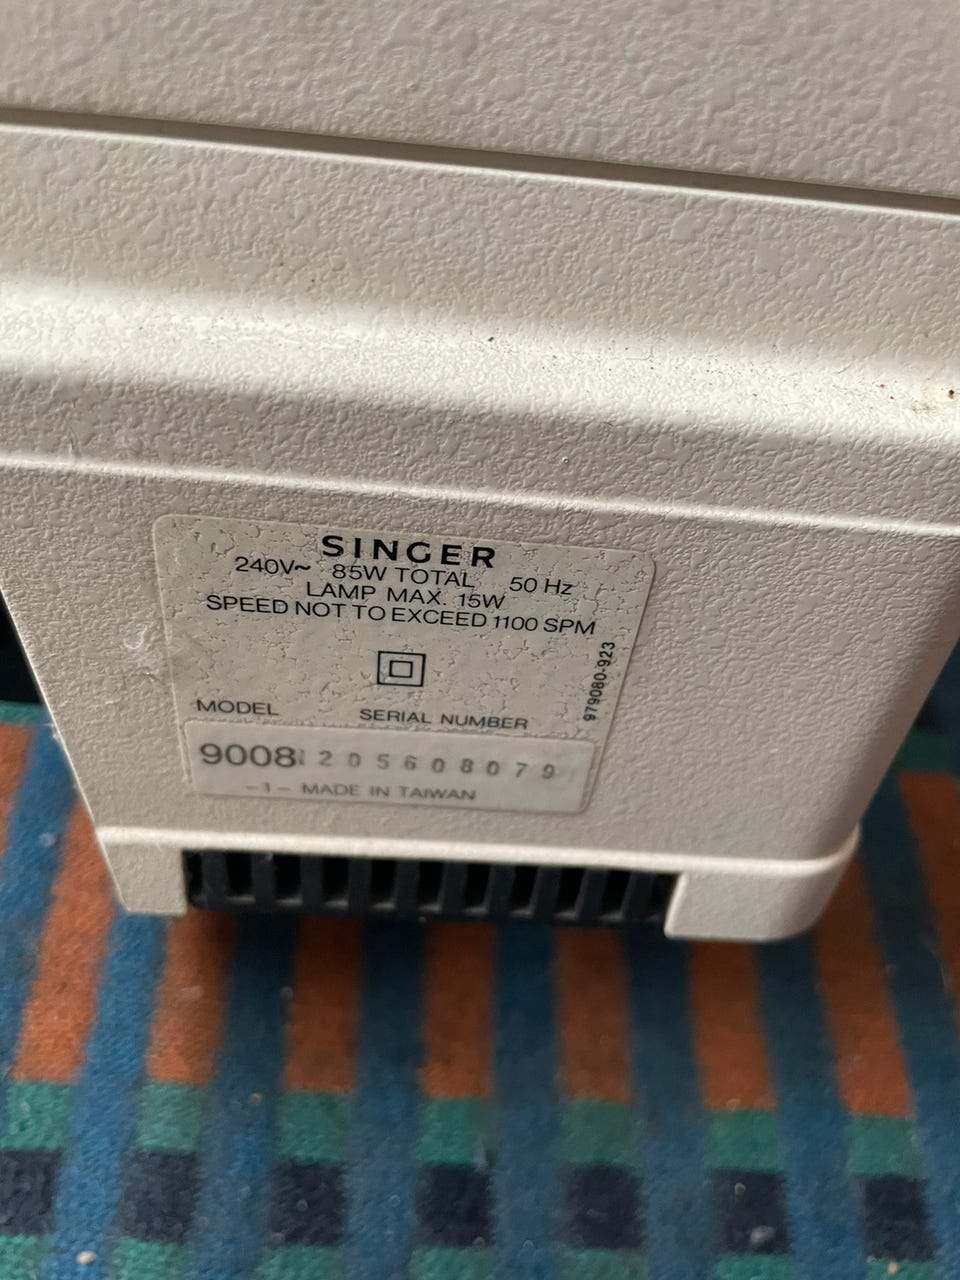 SINGER
240V~ 85W TOTAL 50 Hz
LAMP MAX. 15W
SPEED NOT TO EXCEED 1100 SPM
979080-923
MODEL SERIAL NUMBER
9008 205608079
-1- MADE IN TAIWAN